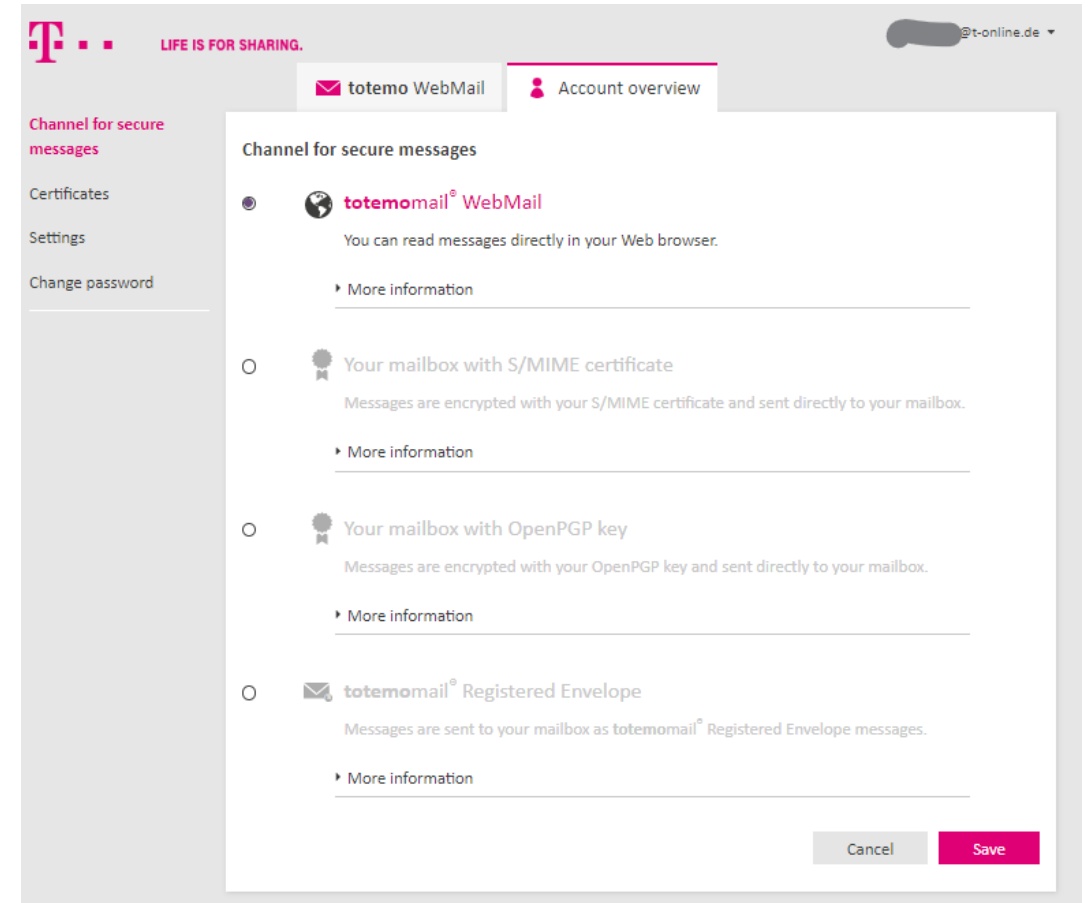 T
LIFE IS FOR SHARING.
@t-online.de
totemo WebMail
Account overview
Channel for secure
messages
Certificates
Settings
Change password
Channel for secure messages
totemomail® WebMail
You can read messages directly in your Web browser.
More information
Your mailbox with S/MIME certificate
Messages are encrypted with your S/MIME certificate and sent directly to your mailbox.
More information
Your mailbox with OpenPGP key
Messages are encrypted with your OpenPGP key and sent directly to your mailbox.
More information
totemomail® Registered Envelope
Messages are sent to your mailbox as totemomail® Registered Envelope messages.
More information
Cancel
Save